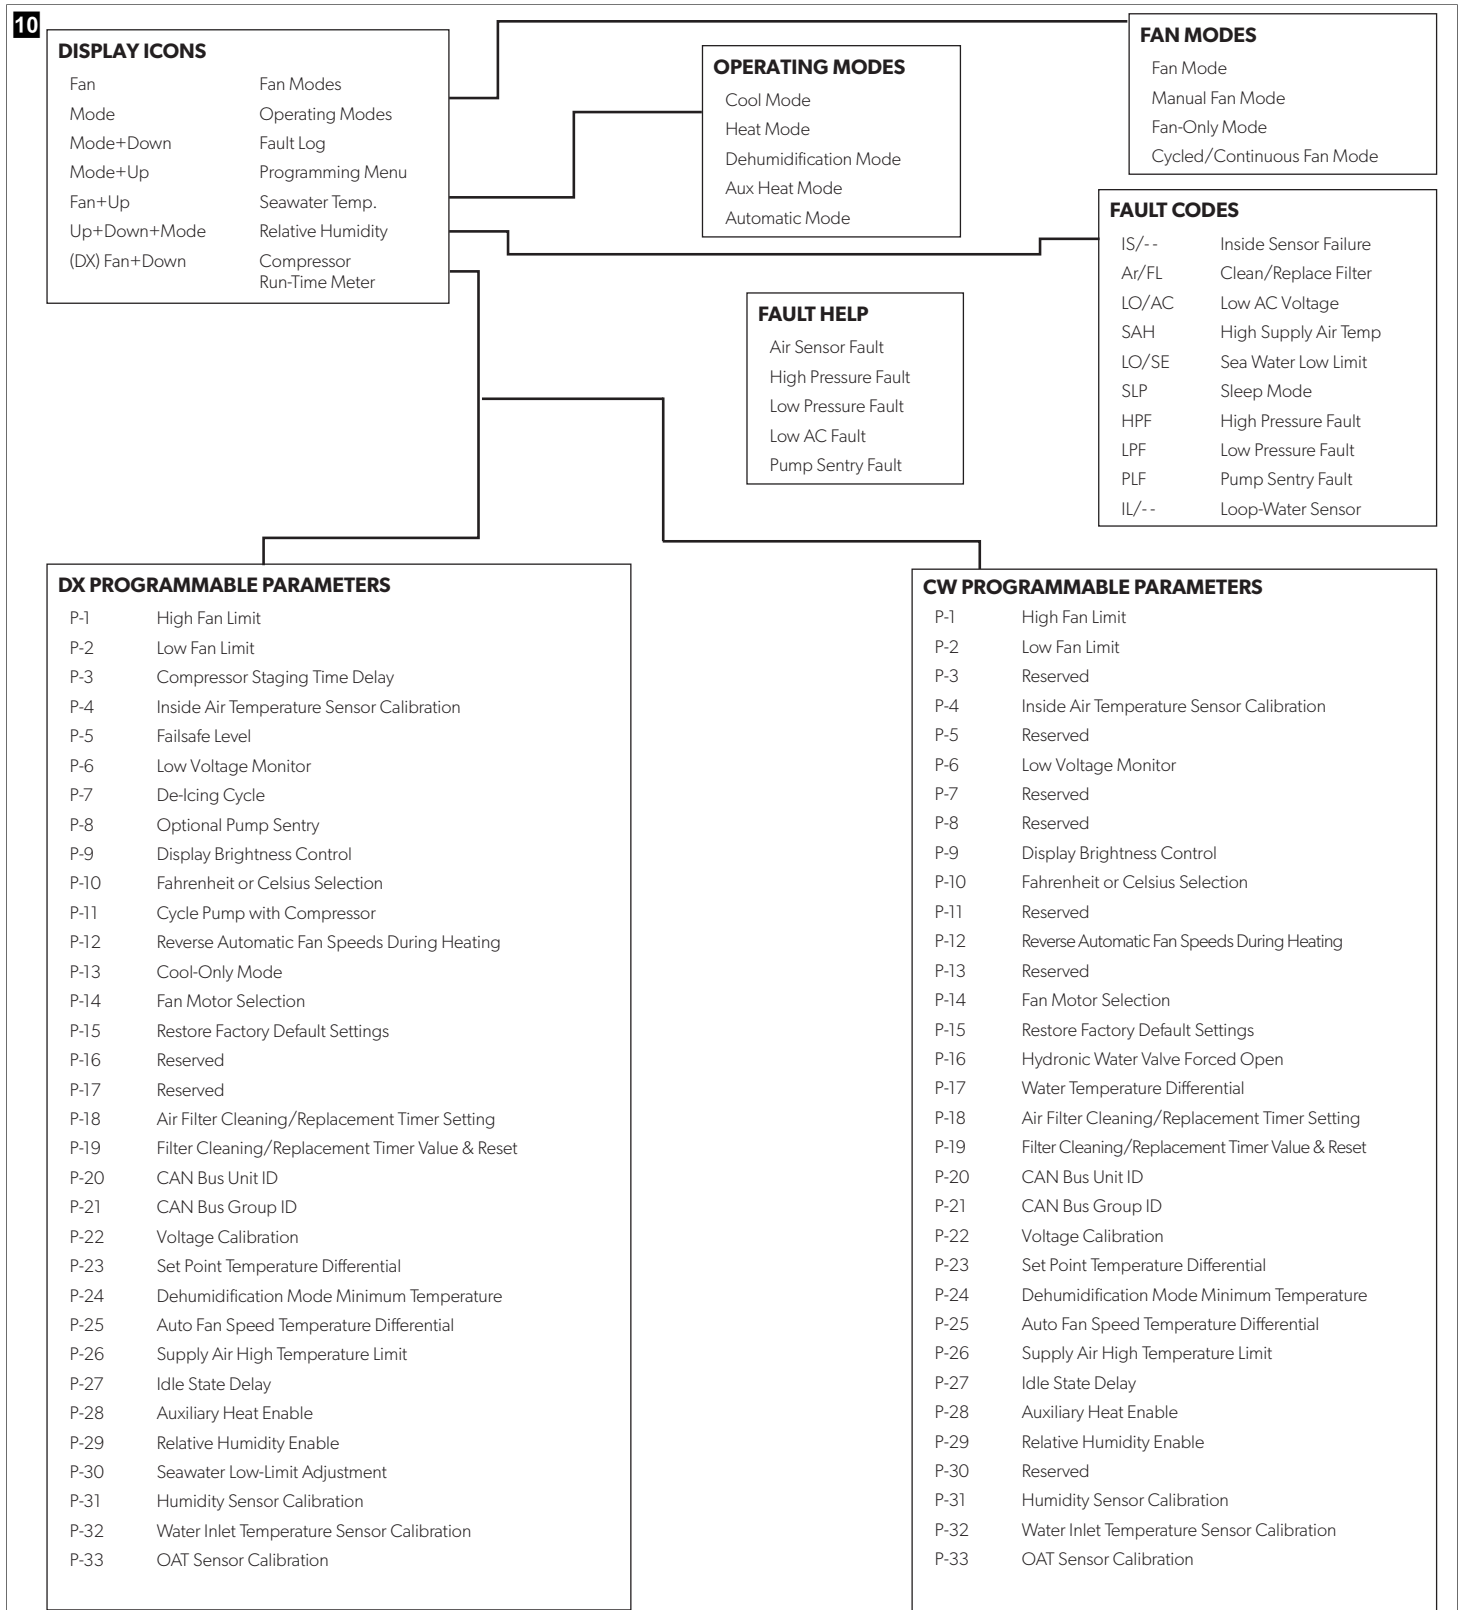 10
DISPLAY ICONS
Fan Fan Modes
Mode Operating Modes
Mode+Down Fault Log
Mode+Up Programming Menu
Fan+Up Seawater Temp.
Up+Down+Mode Relative Humidity
(DX) Fan+Down Compressor
Run-Time Meter
OPERATING MODES
Cool Mode
Heat Mode
Dehumidification Mode
Aux Heat Mode
Automatic Mode
FAN MODES
Fan Mode
Manual Fan Mode
Fan-Only Mode
Cycled/Continuous Fan Mode
FAULT CODES
IS/-- Inside Sensor Failure
Ar/FL Clean/Replace Filter
LO/AC Low AC Voltage
SAH High Supply Air Temp
LO/SE Sea Water Low Limit
SLP Sleep Mode
HPF High Pressure Fault
LPF Low Pressure Fault
PLF Pump Sentry Fault
IL/-- Loop-Water Sensor
FAULT HELP
Air Sensor Fault
High Pressure Fault
Low Pressure Fault
Low AC Fault
Pump Sentry Fault
DX PROGRAMMABLE PARAMETERS
P-1 High Fan Limit
P-2 Low Fan Limit
P-3 Compressor Staging Time Delay
P-4 Inside Air Temperature Sensor Calibration
P-5 Failsafe Level
P-6 Low Voltage Monitor
P-7 De-Icing Cycle
P-8 Optional Pump Sentry
P-9 Display Brightness Control
P-10 Fahrenheit or Celsius Selection
P-11 Cycle Pump with Compressor
P-12 Reverse Automatic Fan Speeds During Heating
P-13 Cool-Only Mode
P-14 Fan Motor Selection
P-15 Restore Factory Default Settings
P-16 Reserved
P-17 Reserved
P-18 Air Filter Cleaning/Replacement Timer Setting
P-19 Filter Cleaning/Replacement Timer Value & Reset
P-20 CAN Bus Unit ID
P-21 CAN Bus Group ID
P-22 Voltage Calibration
P-23 Set Point Temperature Differential
P-24 Dehumidification Mode Minimum Temperature
P-25 Auto Fan Speed Temperature Differential
P-26 Supply Air High Temperature Limit
P-27 Idle State Delay
P-28 Auxiliary Heat Enable
P-29 Relative Humidity Enable
P-30 Seawater Low-Limit Adjustment
P-31 Humidity Sensor Calibration
P-32 Water Inlet Temperature Sensor Calibration
P-33 OAT Sensor Calibration
CW PROGRAMMABLE PARAMETERS
P-1 High Fan Limit
P-2 Low Fan Limit
P-3 Reserved
P-4 Inside Air Temperature Sensor Calibration
P-5 Reserved
P-6 Low Voltage Monitor
P-7 Reserved
P-8 Reserved
P-9 Display Brightness Control
P-10 Fahrenheit or Celsius Selection
P-11 Reserved
P-12 Reverse Automatic Fan Speeds During Heating
P-13 Reserved
P-14 Fan Motor Selection
P-15 Restore Factory Default Settings
P-16 Hydronic Water Valve Forced Open
P-17 Water Temperature Differential
P-18 Air Filter Cleaning/Replacement Timer Setting
P-19 Filter Cleaning/Replacement Timer Value & Reset
P-20 CAN Bus Unit ID
P-21 CAN Bus Group ID
P-22 Voltage Calibration
P-23 Set Point Temperature Differential
P-24 Dehumidification Mode Minimum Temperature
P-25 Auto Fan Speed Temperature Differential
P-26 Supply Air High Temperature Limit
P-27 Idle State Delay
P-28 Auxiliary Heat Enable
P-29 Relative Humidity Enable
P-30 Reserved
P-31 Humidity Sensor Calibration
P-32 Water Inlet Temperature Sensor Calibration
P-33 OAT Sensor Calibration